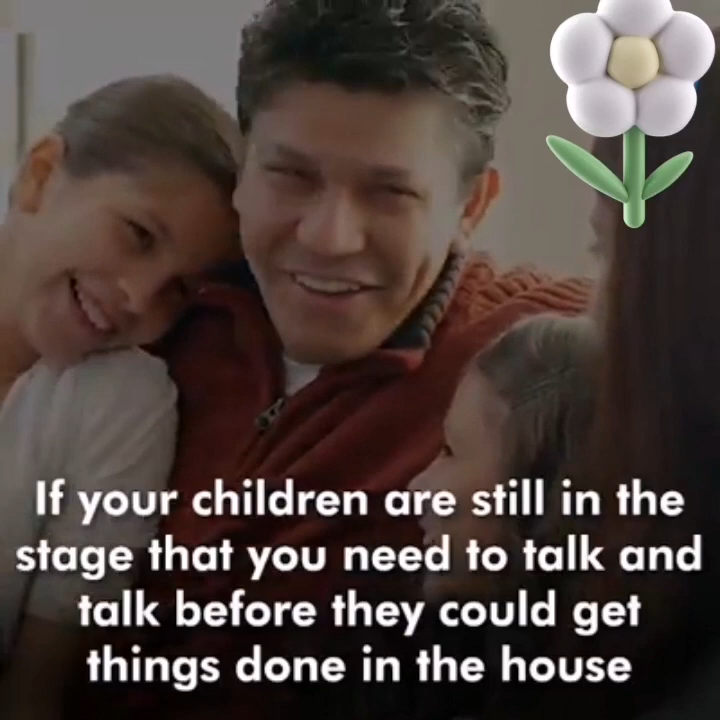 If your children are still in the
stage that you need to talk and
talk before they could get
things done in the house